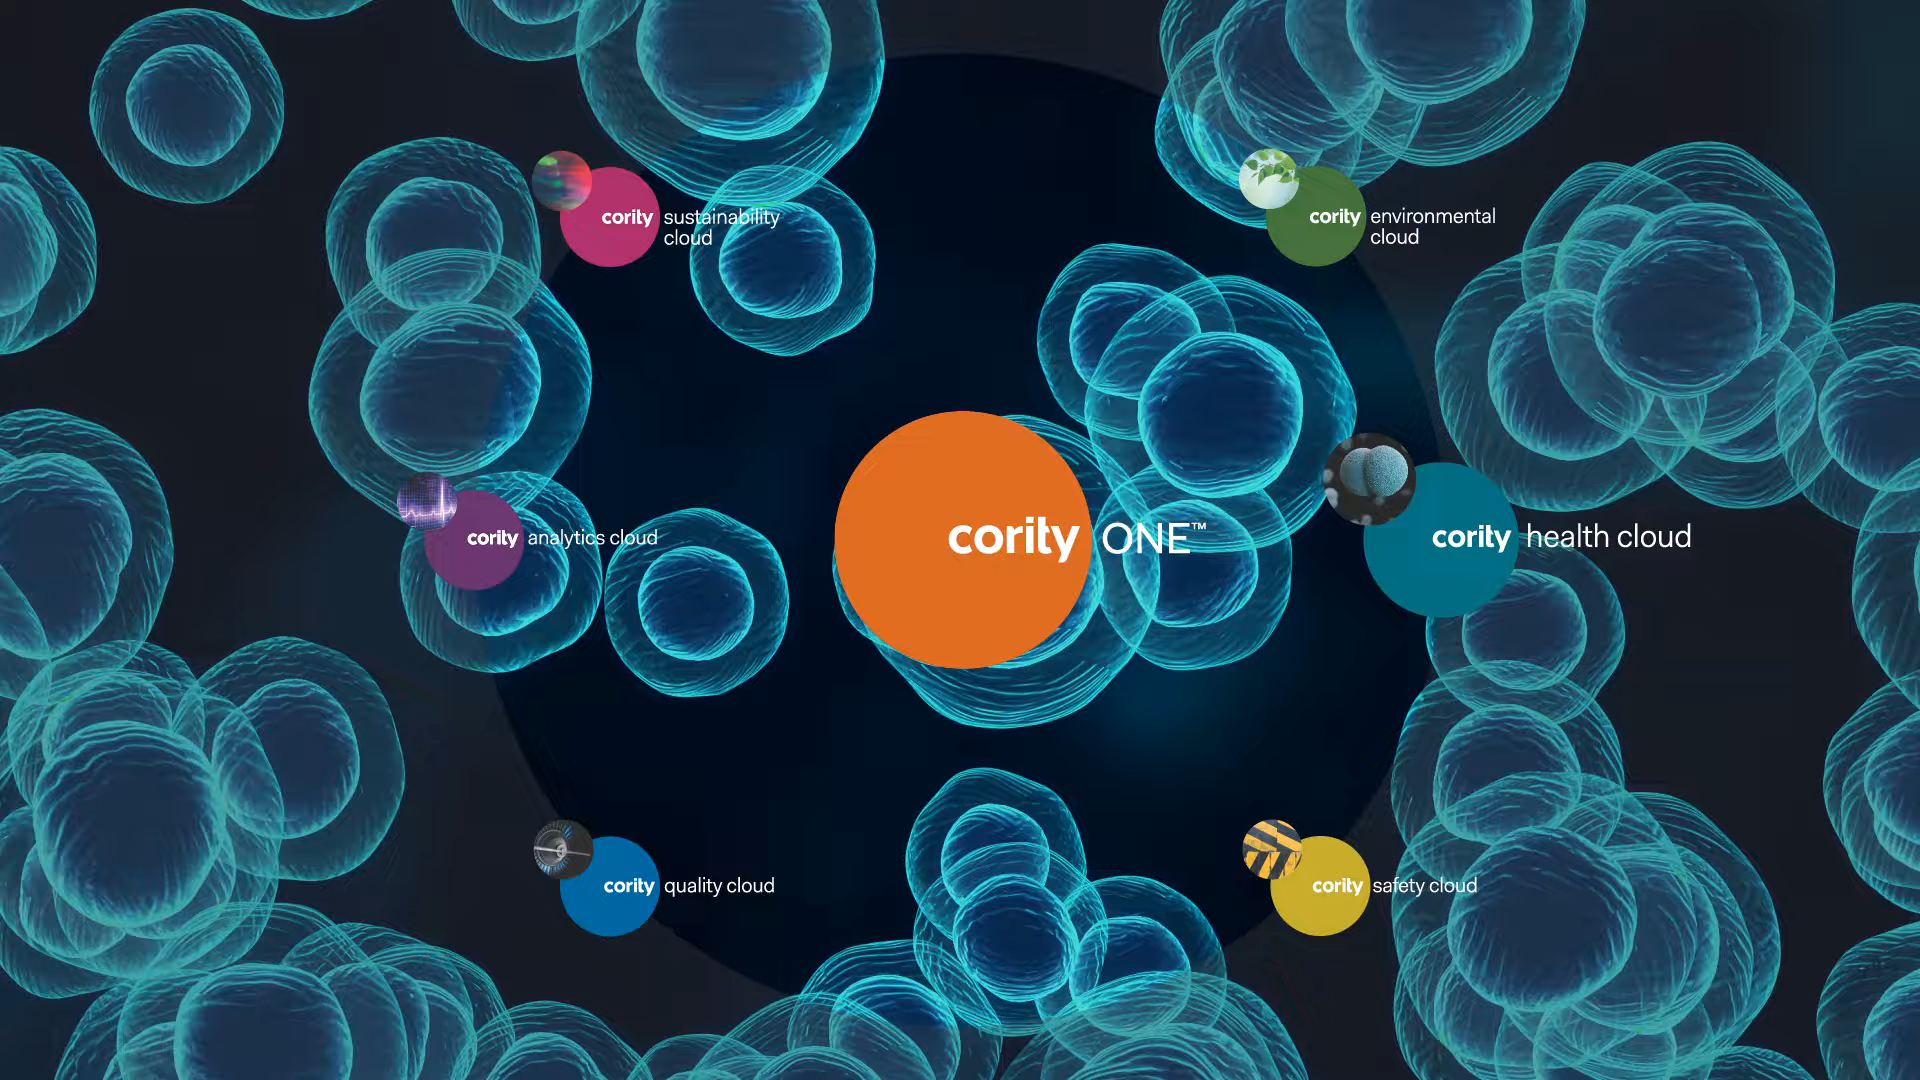 cority sustainability
cloud
cority environmental
cloud
cority analytics cloud
cority ONE™
cority health cloud
cority quality cloud
cority safety cloud